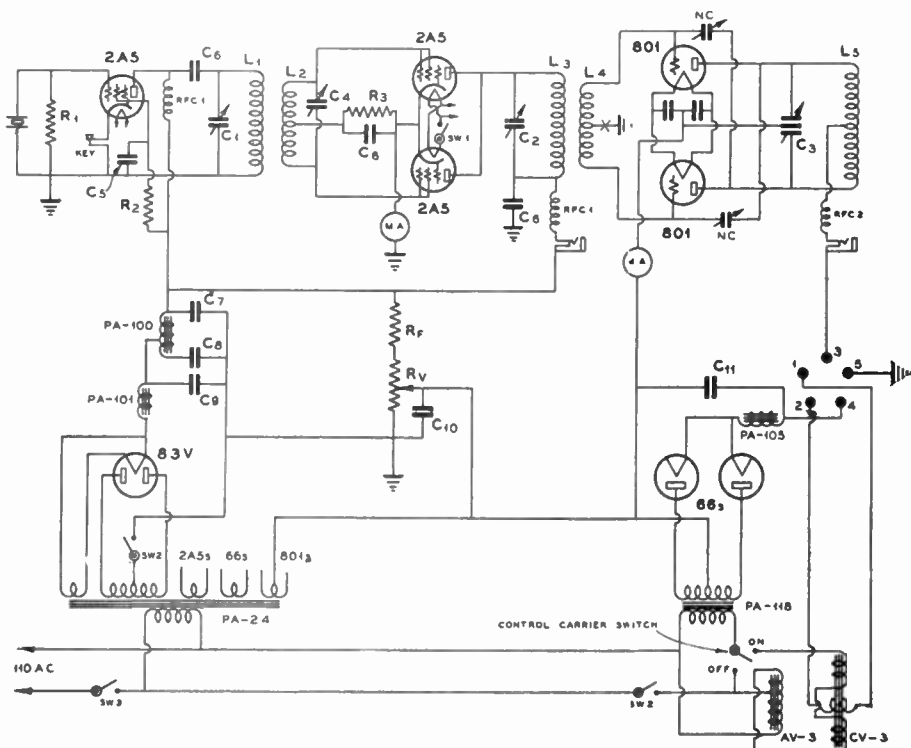 2A5
C6
L1
R1
RFC1
C1
KEY
C5
R2
L2
C4
R3
C6
SW1
2A5
MA
L3
C2
C6
RFC1
L4
NC
801
L5
C3
801
NC
RFC2
C7
PA-100
C8
C9
PA-101
RF
RV
C10
83V
SW2
2A5s
66s
801s
PA-24
C11
PA-105
66s
1
2
3
4
5
PA-118
CONTROL CARRIER SWITCH
ON
OFF
110 AC
SW3
SW2
AV-3
CV-3